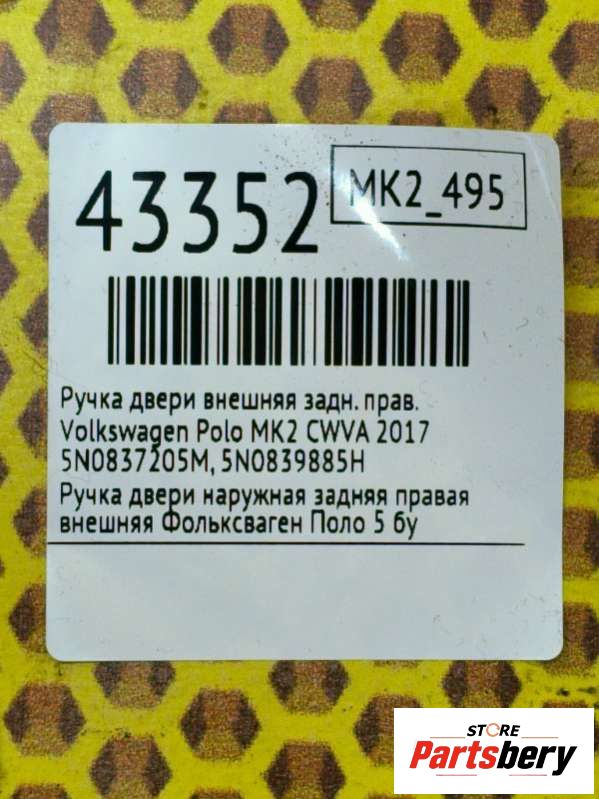 43352
MK2_495
Ручка двери внешняя задн. прав.
Volkswagen Polo MK2 CWVA 2017
5N0837205M, 5N0839885H
Ручка двери наружная задняя правая
внешняя Фольксваген Поло 5 бу
STORE
Partsbery